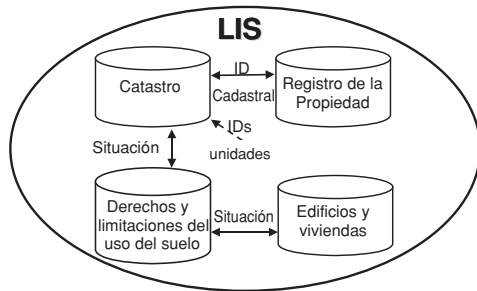 LIS
Catastro
ID
Cadastral
Registro de la
Propiedad
IDs
unidades
Situación
Derechos y
limitaciones del
uso del suelo
Situación
Edificios y
viviendas